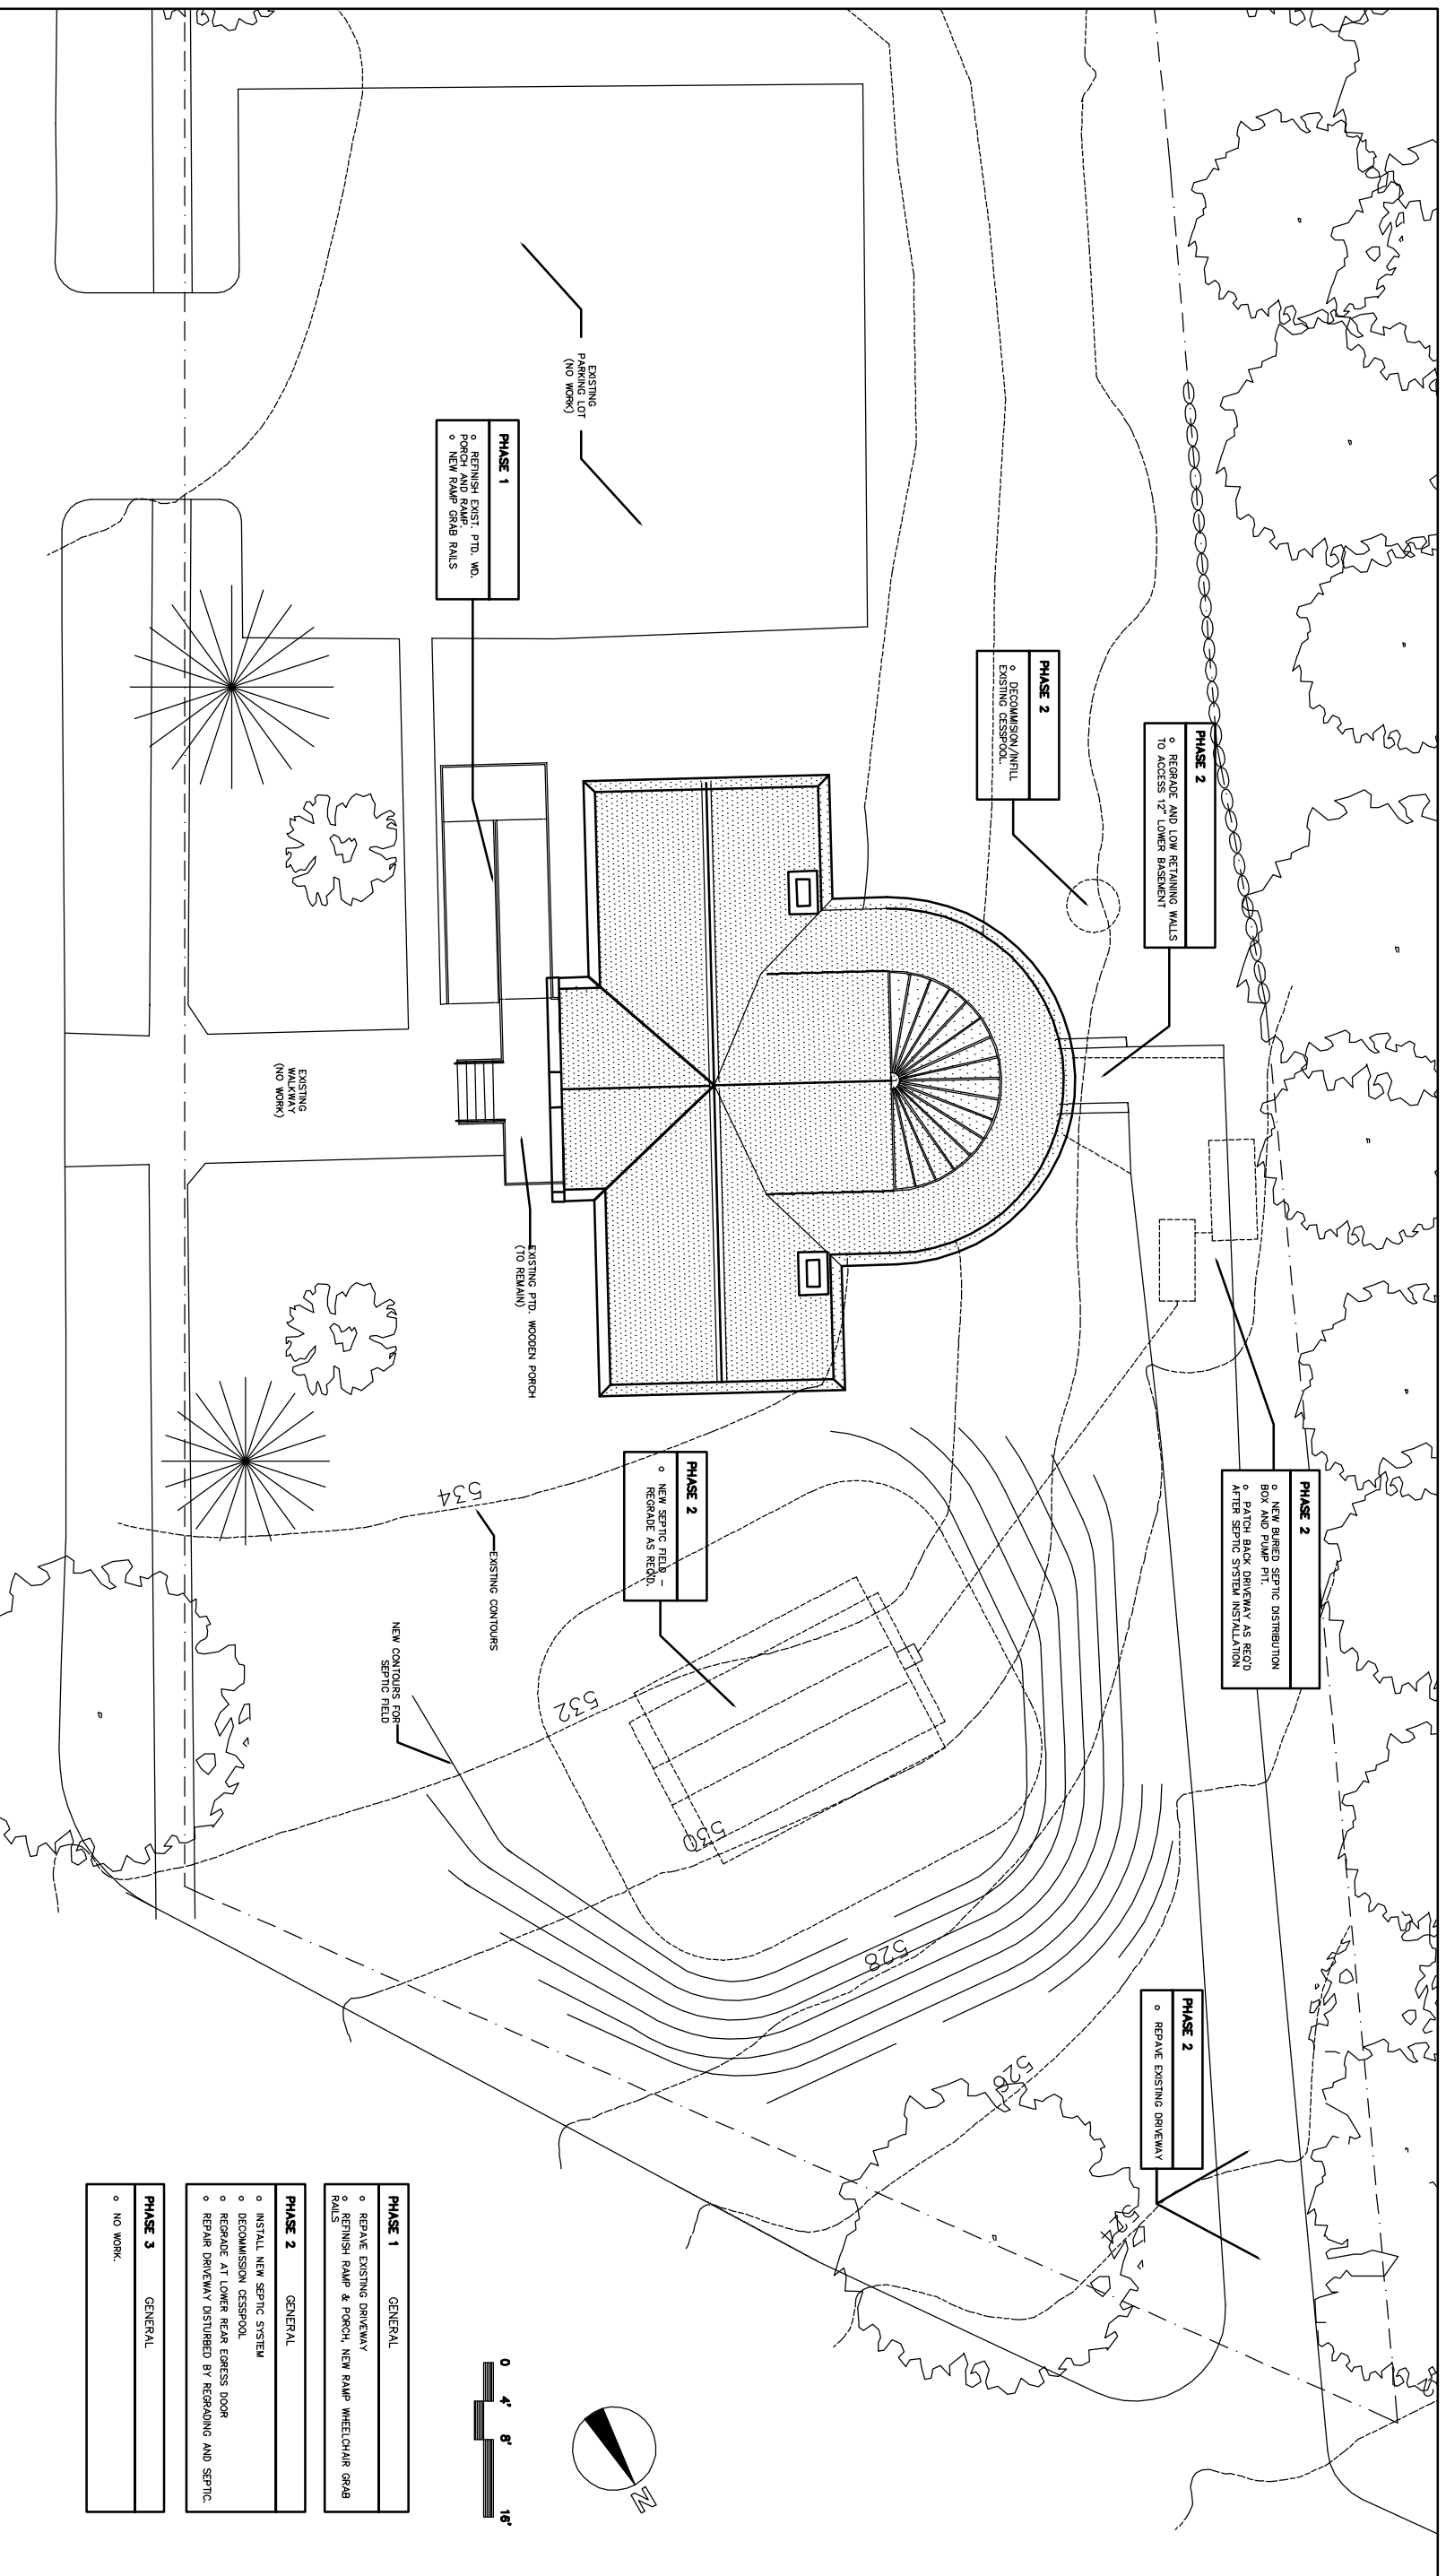 PHASE 2
o REGRADE AND LOW RETAINING WALLS
TO ACCESS 12" LOWER BASEMENT
PHASE 2
o DECOMMISION/INFILL
EXISTING CESSPOOL.
EXISTING
PARKING LOT
(NO WORK)
PHASE 1
o REFINISH EXIST. PTD. WD.
PORCH AND RAMP.
o NEW RAMP GRAB RAILS
EXISTING
WALKWAY
(NO WORK)
EXISTING PTD. WOODEN PORCH
(TO REMAIN)
PHASE 2
o NEW BURIED SEPTIC DISTRIBUTION
BOX AND PUMP PIT.
o PATCH BACK DRIVEWAY AS REQ'D
AFTER SEPTIC SYSTEM INSTALLATION
PHASE 2
o NEW SEPTIC FIELD -
REGRADE AS REQ'D.
534
EXISTING CONTOURS
NEW CONTOURS FOR
SEPTIC FIELD
532
530
528
526
524
PHASE 2
o REPAVE EXISTING DRIVEWAY
PHASE 1 GENERAL
o REPAVE EXISTING DRIVEWAY
o REFINISH RAMP & PORCH, NEW RAMP WHEELCHAIR GRAB
RAILS
PHASE 2 GENERAL
o INSTALL NEW SEPTIC SYSTEM
o DECOMMISSION CESSPOOL
o REGRADE AT LOWER REAR EGRESS DOOR
o REPAIR DRIVEWAY DISTURBED BY REGRADING AND SEPTIC.
PHASE 3 GENERAL
o NO WORK.
0 4' 8' 16'
N